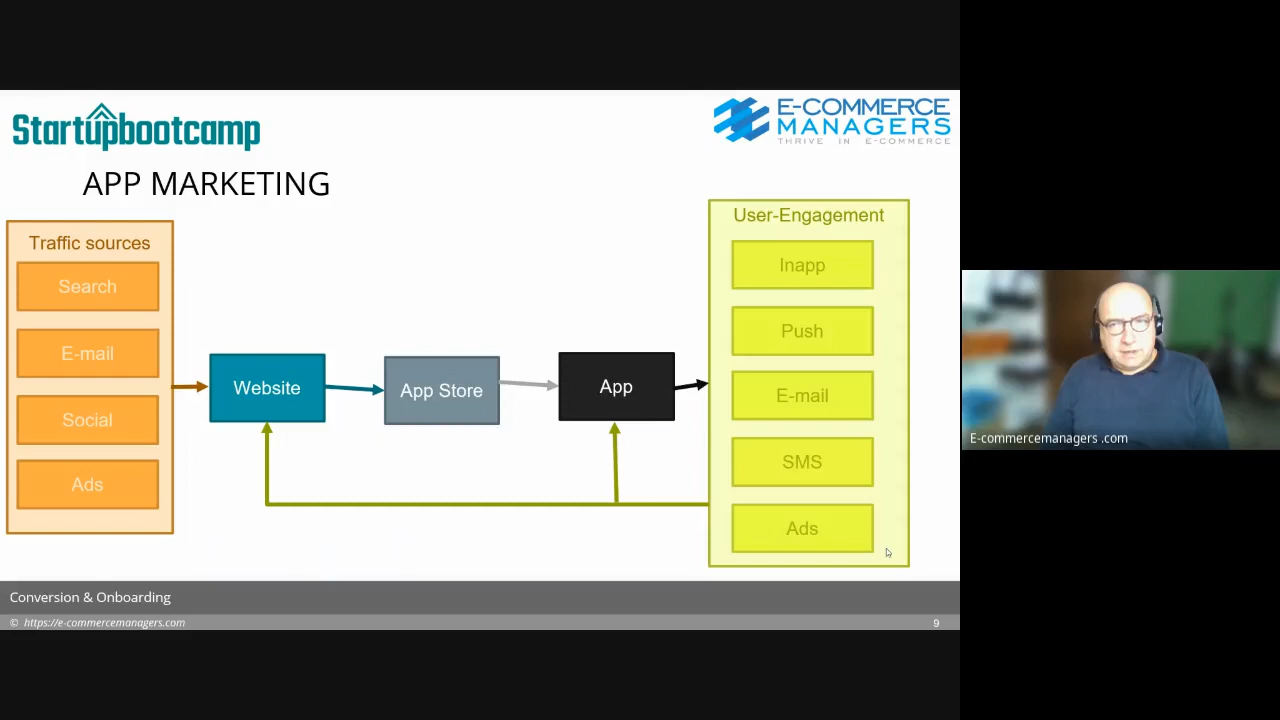 Startupbootcamp
E-COMMERCE
MANAGERS
THRIVE IN E-COMMERCE
APP MARKETING
Traffic sources
Search
E-mail
Social
Ads
Website
App Store
App
User-Engagement
Inapp
Push
E-mail
SMS
Ads
E-commercemanagers .com
Conversion & Onboarding
© https://e-commercemanagers.com
9